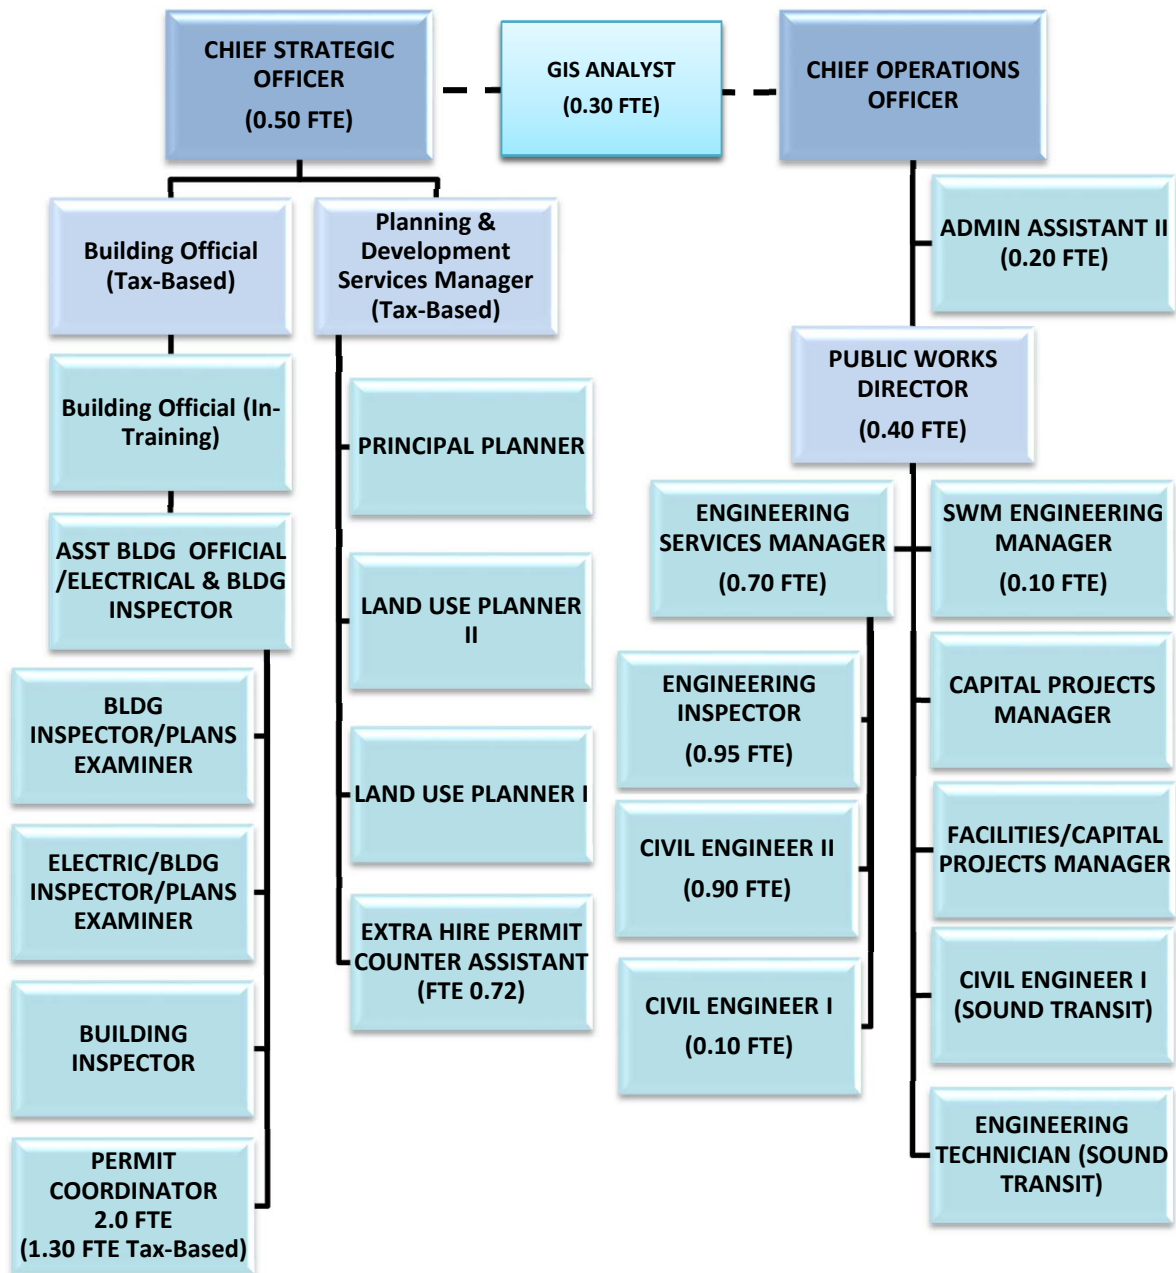 CHIEF STRATEGIC
OFFICER
(0.50 FTE)
GIS ANALYST
(0.30 FTE)
CHIEF OPERATIONS
OFFICER
Building Official
(Tax-Based)
Planning &
Development
Services Manager
(Tax-Based)
ADMIN ASSISTANT II
(0.20 FTE)
Building Official (In-
Training)
ASST BLDG OFFICIAL
/ELECTRICAL & BLDG
INSPECTOR
BLDG
INSPECTOR/PLANS
EXAMINER
ELECTRIC/BLDG
INSPECTOR/PLANS
EXAMINER
BUILDING
INSPECTOR
PERMIT
COORDINATOR
2.0 FTE
(1.30 FTE Tax-Based)
PRINCIPAL PLANNER
LAND USE PLANNER
II
LAND USE PLANNER I
EXTRA HIRE PERMIT
COUNTER ASSISTANT
(FTE 0.72)
PUBLIC WORKS
DIRECTOR
(0.40 FTE)
ENGINEERING
SERVICES MANAGER
(0.70 FTE)
ENGINEERING
INSPECTOR
(0.95 FTE)
CIVIL ENGINEER II
(0.90 FTE)
CIVIL ENGINEER I
(0.10 FTE)
SWM ENGINEERING
MANAGER
(0.10 FTE)
CAPITAL PROJECTS
MANAGER
FACILITIES/CAPITAL
PROJECTS MANAGER
CIVIL ENGINEER I
(SOUND TRANSIT)
ENGINEERING
TECHNICIAN (SOUND
TRANSIT)